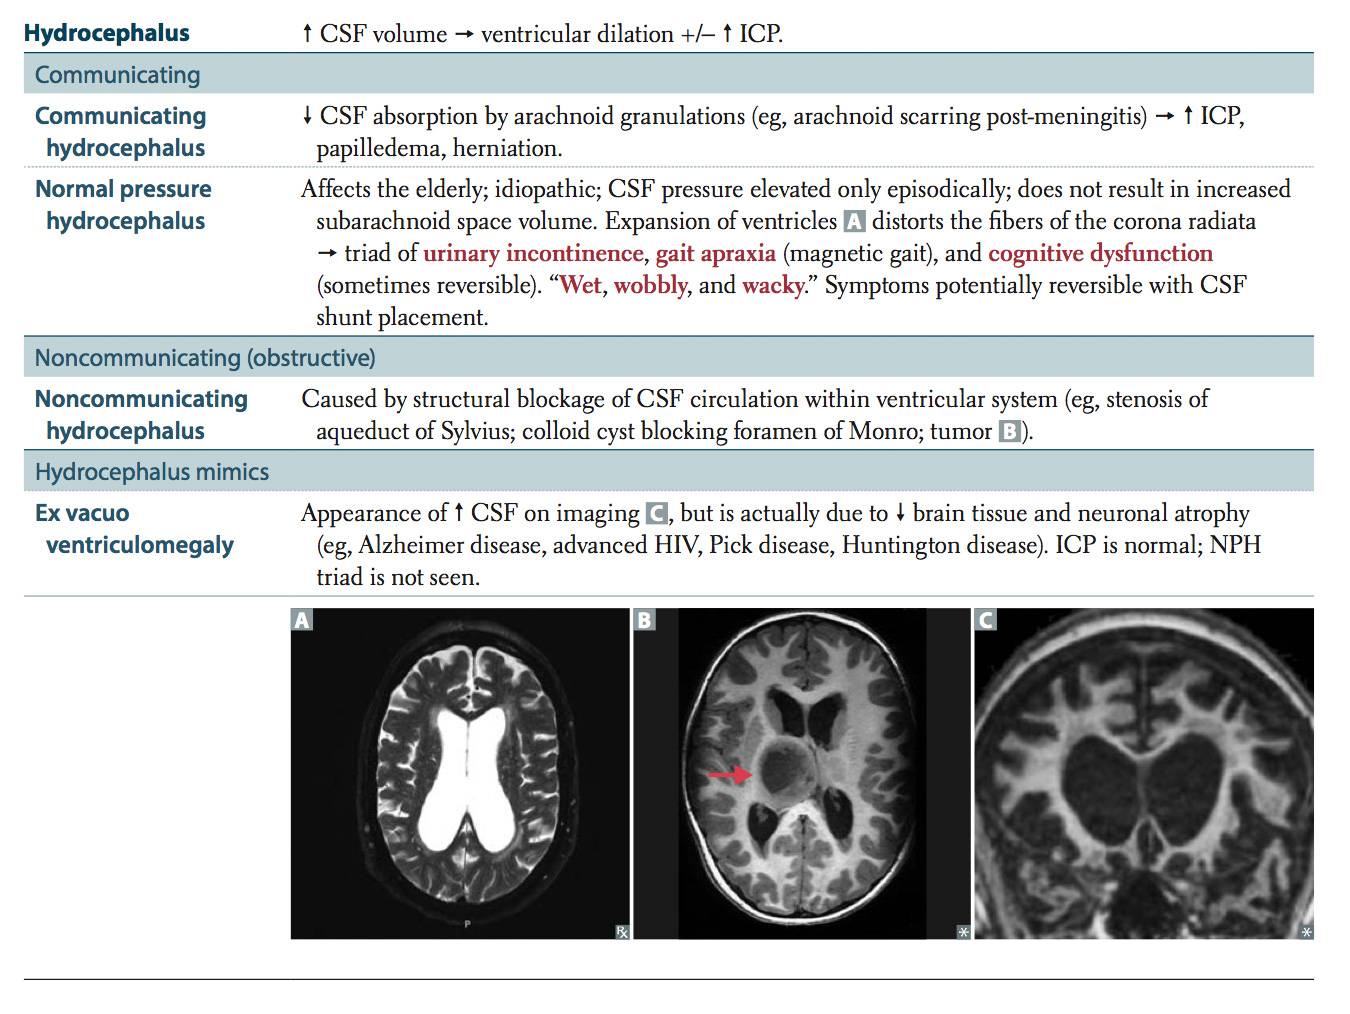 Hydrocephalus
↑ CSF volume → ventricular dilation +/– ↑ ICP.
Communicating
Communicating
hydrocephalus
↓ CSF absorption by arachnoid granulations (eg, arachnoid scarring post-meningitis) → ↑ ICP,
papilledema, herniation.
Normal pressure
hydrocephalus
Affects the elderly; idiopathic; CSF pressure elevated only episodically; does not result in increased
subarachnoid space volume. Expansion of ventricles A distorts the fibers of the corona radiata
→ triad of urinary incontinence, gait apraxia (magnetic gait), and cognitive dysfunction
(sometimes reversible). “Wet, wobbly, and wacky.” Symptoms potentially reversible with CSF
shunt placement.
Noncommunicating (obstructive)
Noncommunicating
hydrocephalus
Caused by structural blockage of CSF circulation within ventricular system (eg, stenosis of
aqueduct of Sylvius; colloid cyst blocking foramen of Monro; tumor B).
Hydrocephalus mimics
Ex vacuo
ventriculomegaly
Appearance of ↑ CSF on imaging C, but is actually due to ↓ brain tissue and neuronal atrophy
(eg, Alzheimer disease, advanced HIV, Pick disease, Huntington disease). ICP is normal; NPH
triad is not seen.
A
B
C
P
℞
*
*